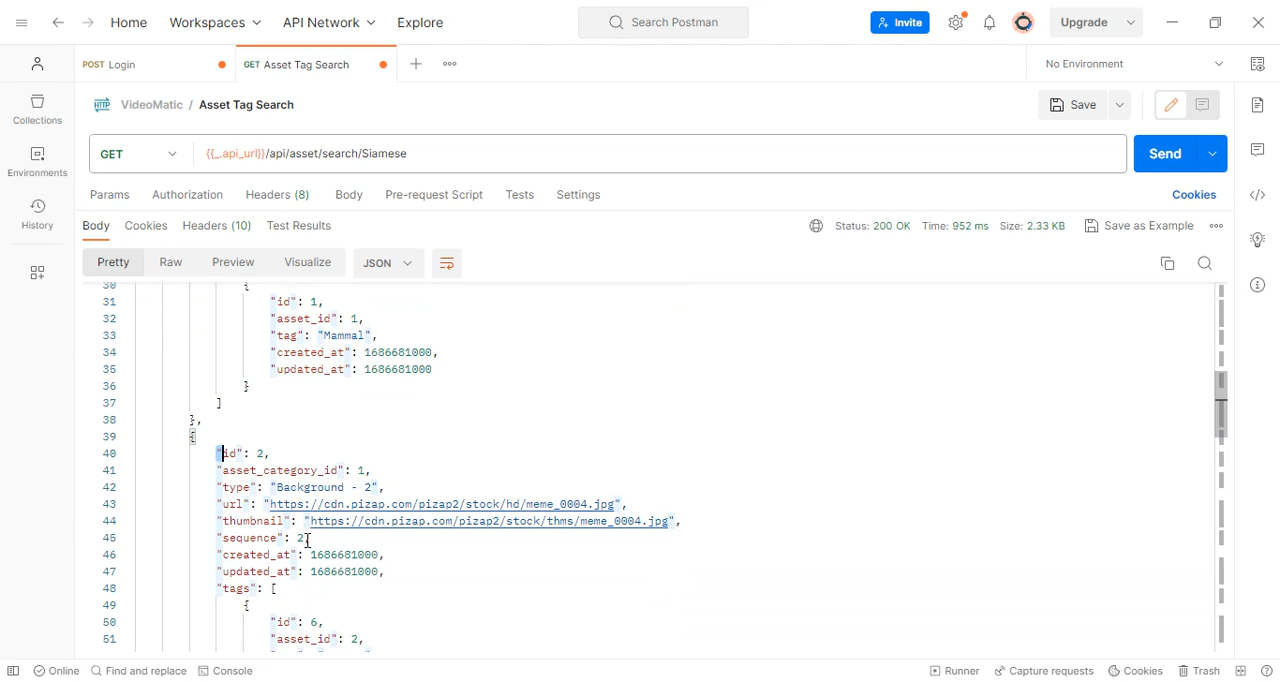 Home Workspaces API Network Explore Search Postman Invite Upgrade
POST Login GET Asset Tag Search No Environment
HTTP VideoMatic / Asset Tag Search Save
Collections
Environments
History
GET {{_.api_url}}/api/asset/search/Siamese Send
Params Authorization Headers (8) Body Pre-request Script Tests Settings Cookies
Body Cookies Headers (10) Test Results Status: 200 OK Time: 952 ms Size: 2.33 KB Save as Example
Pretty Raw Preview Visualize JSON
30 {
31 "id": 1,
32 "asset_id": 1,
33 "tag": "Mammal",
34 "created_at": 1686681000,
35 "updated_at": 1686681000
36 }
37 ]
38 },
39 {
40 "id": 2,
41 "asset_category_id": 1,
42 "type": "Background - 2",
43 "url": "https://cdn.pizap.com/pizap2/stock/hd/meme_0004.jpg",
44 "thumbnail": "https://cdn.pizap.com/pizap2/stock/thms/meme_0004.jpg",
45 "sequence": 2,
46 "created_at": 1686681000,
47 "updated_at": 1686681000,
48 "tags": [
49 {
50 "id": 6,
51 "asset_id": 2,
Online Find and replace Console Runner Capture requests Cookies Trash